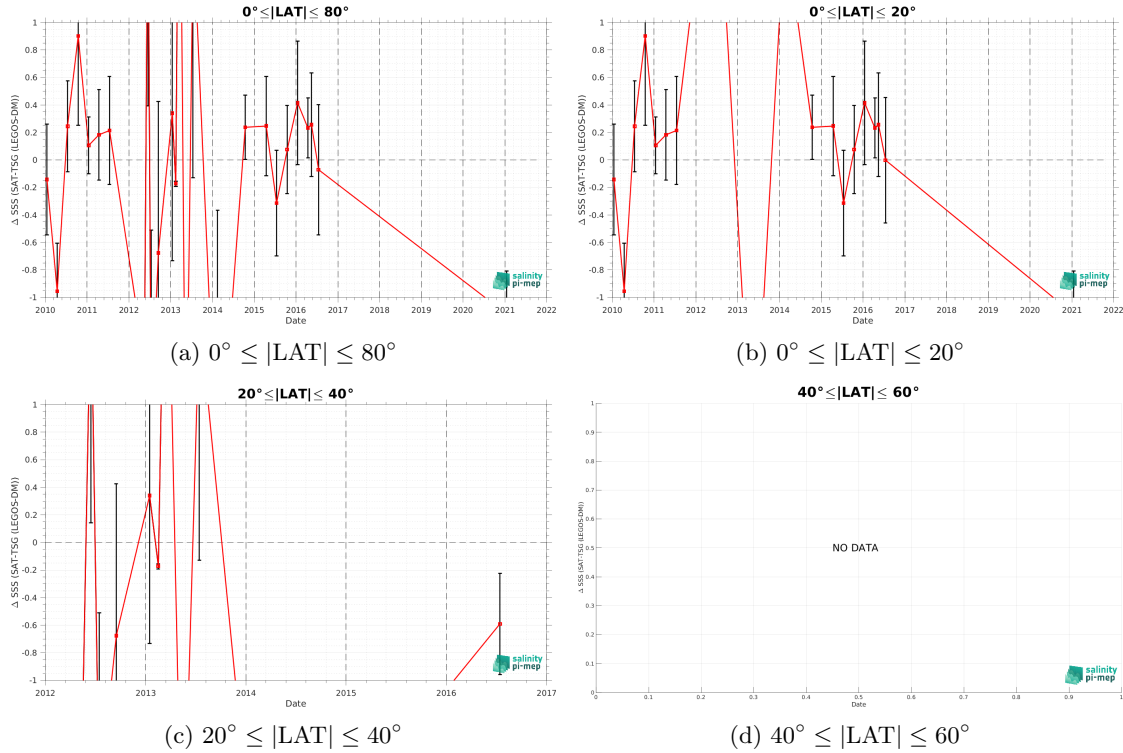 0°≤|LAT|≤ 80°
1
0.8
0.6
0.4
0.2
0
-0.2
-0.4
-0.6
-0.8
-1
Δ SSS (SAT-TSG (LEGOS-DM))
2010 2011 2012 2013 2014 2015 2016 2017 2018 2019 2020 2021 2022
Date
salinity
pi-mep
(a) 0° ≤ |LAT| ≤ 80°
0°≤|LAT|≤ 20°
1
0.8
0.6
0.4
0.2
0
-0.2
-0.4
-0.6
-0.8
-1
Δ SSS (SAT-TSG (LEGOS-DM))
2010 2011 2012 2013 2014 2015 2016 2017 2018 2019 2020 2021 2022
Date
salinity
pi-mep
(b) 0° ≤ |LAT| ≤ 20°
20°≤|LAT|≤ 40°
1
0.8
0.6
0.4
0.2
0
-0.2
-0.4
-0.6
-0.8
-1
Δ SSS (SAT-TSG (LEGOS-DM))
2012 2013 2014 2015 2016 2017
Date
salinity
pi-mep
(c) 20° ≤ |LAT| ≤ 40°
40°≤|LAT|≤ 60°
1
0.9
0.8
0.7
0.6
0.5
0.4
0.3
0.2
0.1
0
Δ SSS (SAT-TSG (LEGOS-DM))
NO DATA
0 0.1 0.2 0.3 0.4 0.5 0.6 0.7 0.8 0.9 1
Date
salinity
pi-mep
(d) 40° ≤ |LAT| ≤ 60°